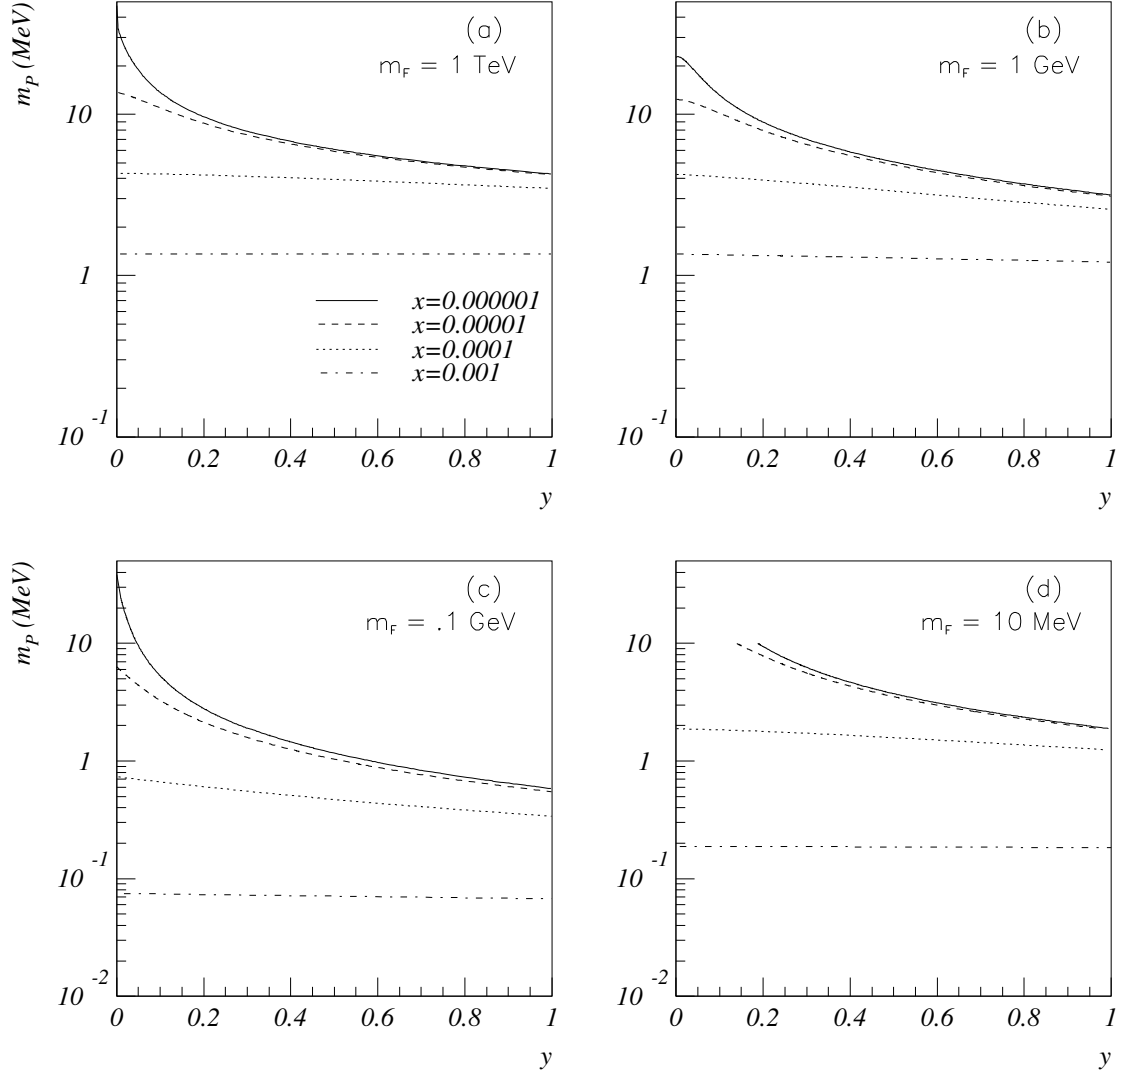 m_P (MeV)
(a)
m_F = 1 TeV
10
1
10^-1
x=0.000001
x=0.00001
x=0.0001
x=0.001
0 0.2 0.4 0.6 0.8 1
y
(b)
m_F = 1 GeV
10
1
10^-1
0 0.2 0.4 0.6 0.8 1
y
m_P (MeV)
(c)
m_F = .1 GeV
10
1
10^-1
10^-2
0 0.2 0.4 0.6 0.8 1
y
(d)
m_F = 10 MeV
10
1
10^-1
10^-2
0 0.2 0.4 0.6 0.8 1
y